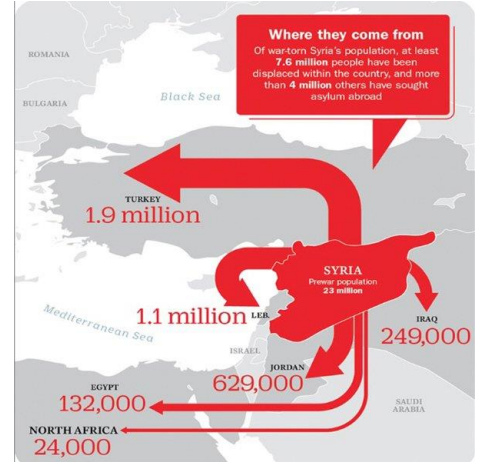 Where they come from
Of war-torn Syria's population, at least
7.6 million people have been
displaced within the country, and more
than 4 million others have sought
asylum abroad
ROMANIA
BULGARIA
Black Sea
TURKEY
1.9 million
SYRIA
Prewar population
23 million
Mediterranean Sea
1.1 million LEB.
IRAQ
249,000
ISRAEL
JORDAN
629,000
EGYPT
132,000
SAUDI
ARABIA
NORTH AFRICA
24,000